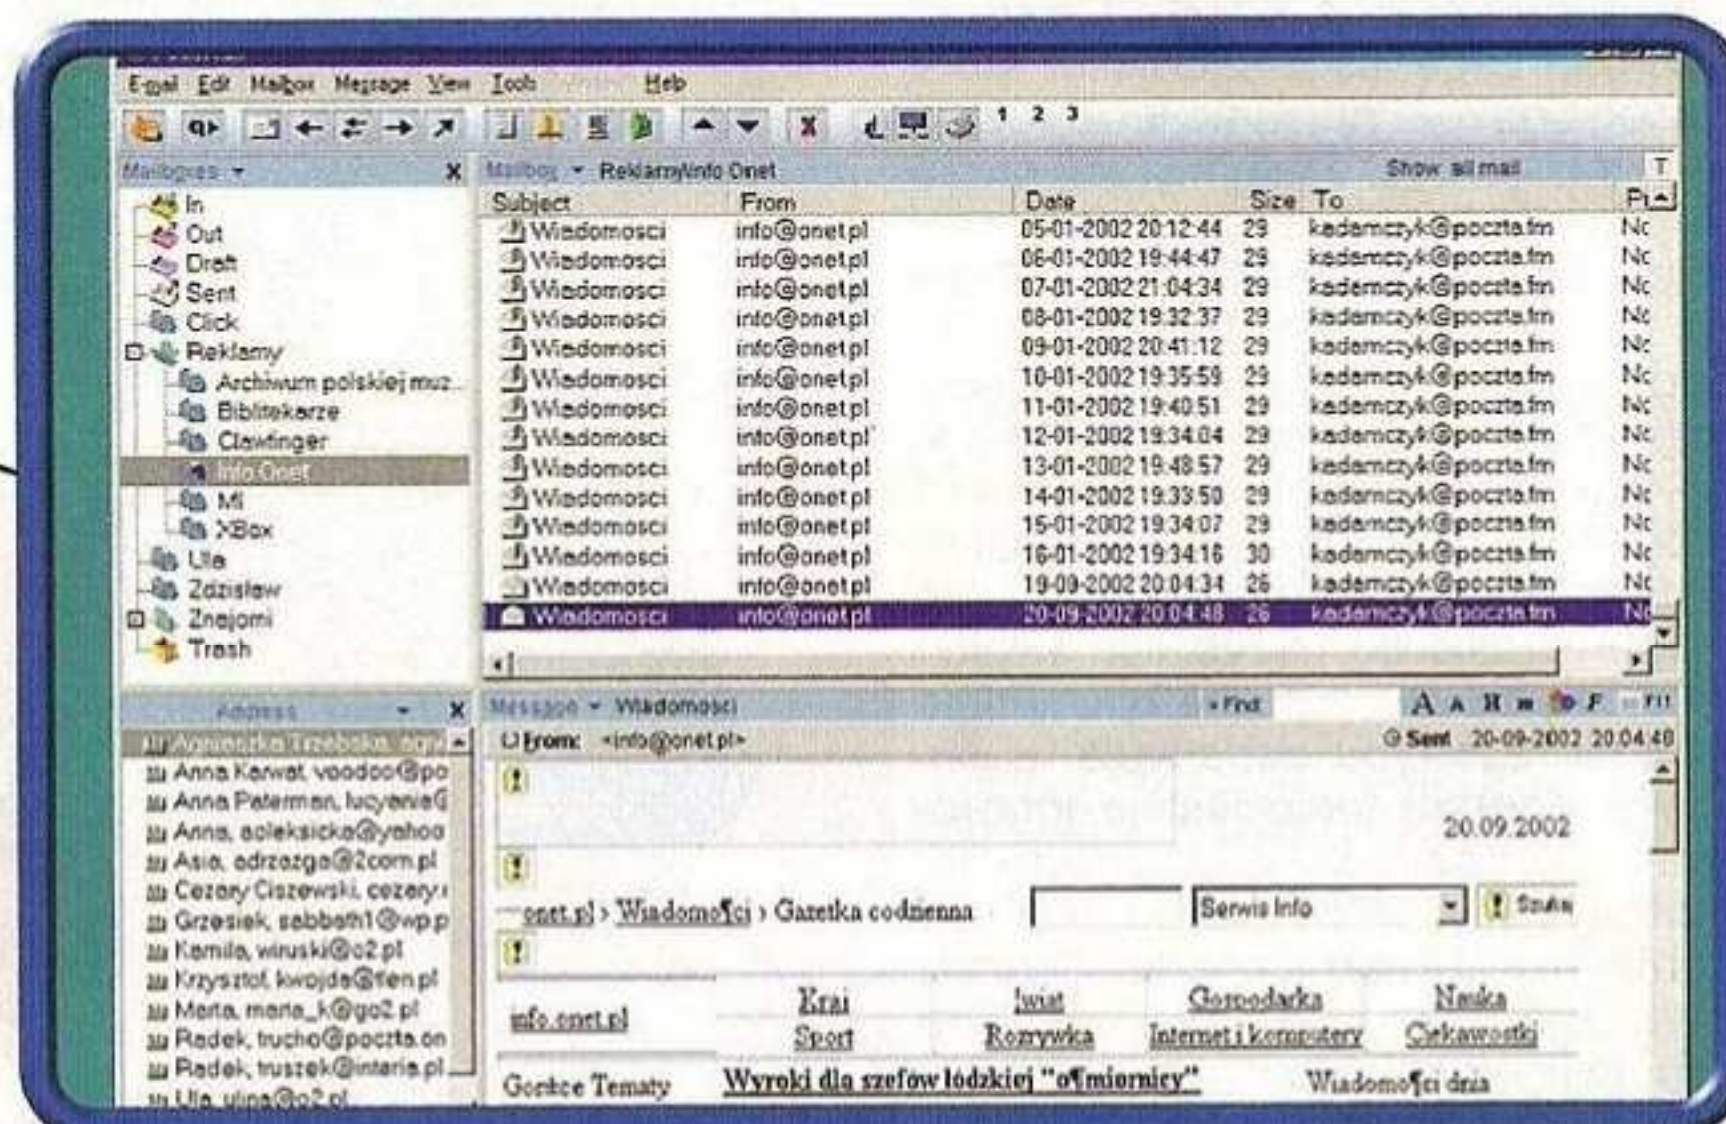 E-mail Edit Mailbox Message View Tools Help
1 2 3
Mailboxes
In
Out
Draft
Sent
Click
Reklamy
Archiwum polskiej muz...
Biblitekarze
Clawfinger
Info Onet
Mi
XBox
Ula
Zdzisław
Znajomi
Trash
Mailbox Reklamy\Info Onet Show all mail T
Subject From Date Size To
Wiadomosci info@onet.pl 05-01-2002 20:12:44 29 kadamczyk@poczta.fm
Wiadomosci info@onet.pl 06-01-2002 19:44:47 29 kadamczyk@poczta.fm
Wiadomosci info@onet.pl 07-01-2002 21:04:34 29 kadamczyk@poczta.fm
Wiadomosci info@onet.pl 08-01-2002 19:32:37 29 kadamczyk@poczta.fm
Wiadomosci info@onet.pl 09-01-2002 20:41:12 29 kadamczyk@poczta.fm
Wiadomosci info@onet.pl 10-01-2002 19:35:59 29 kadamczyk@poczta.fm
Wiadomosci info@onet.pl 11-01-2002 19:40:51 29 kadamczyk@poczta.fm
Wiadomosci info@onet.pl 12-01-2002 19:34:04 29 kadamczyk@poczta.fm
Wiadomosci info@onet.pl 13-01-2002 19:48:57 29 kadamczyk@poczta.fm
Wiadomosci info@onet.pl 14-01-2002 19:33:50 29 kadamczyk@poczta.fm
Wiadomosci info@onet.pl 15-01-2002 19:34:07 29 kadamczyk@poczta.fm
Wiadomosci info@onet.pl 16-01-2002 19:34:16 30 kadamczyk@poczta.fm
Wiadomosci info@onet.pl 19-09-2002 20:04:34 26 kadamczyk@poczta.fm
Wiadomosci info@onet.pl 20-09-2002 20:04:48 26 kadamczyk@poczta.fm
Address
Agnieszka
Anna Karwat, voodoo@po
Anna Paterman, lucyania@
Anna, aoleksicka@yahoo
Asia, adrzazga@2com.pl
Cezary Ciszewski, cezary.
Grzesiek, sabbath1@wp.p
Kamila, wiruski@o2.pl
Krzysztof, kwojda@tlen.pl
Marta, marta_k@go2.pl
Radek, trucho@poczta.on
Radek, truszek@interia.pl
Ula, ulina@o2.pl
Message Wiadomosci Find
From: <info@onet.pl> Sent 20-09-2002 20:04:48
20.09.2002
onet.pl > Wiadomo¶ci > Gazetka codzienna Serwis Info Szukaj
info.onet.pl Kraj ¦wiat Gospodarka Nauka
Sport Rozrywka Internet i komputery Ciekawostki
Gorące Tematy Wyroki dla szefów łódzkiej "o¶miornicy" Wiadomo¶ci dnia